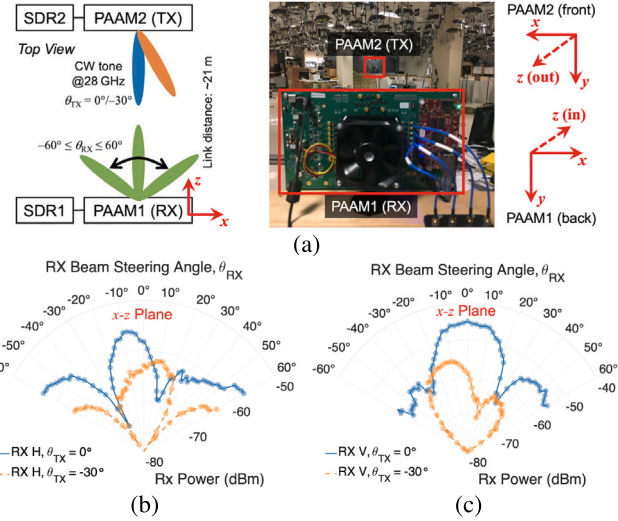 SDR2
PAAM2 (TX)
Top View
CW tone
@28 GHz
θTX = 0°/−30°
Link distance: ~21 m
−60° ≤ θRX ≤ 60°
z
SDR1
PAAM1 (RX)
x
PAAM2 (TX)
PAAM1 (RX)
PAAM2 (front)
x
z (out)
y
z (in)
x
y
PAAM1 (back)
(a)
RX Beam Steering Angle, θRX
x-z Plane
-10° 0° 10°
-20° 20°
-30° 30°
-40° 40°
-50° 50°
0° 60°
-50
-60
-70
-80
RX H, θTX = 0°
RX H, θTX = -30°
Rx Power (dBm)
(b)
RX Beam Steering Angle, θRX
x-z Plane
-10° 0° 10°
-20° 20°
-30° 30°
-40° 40°
-50° 50°
-60° 60°
-50
-60
-70
-80
RX V, θTX = 0°
RX V, θTX = -30°
Rx Power (dBm)
(c)